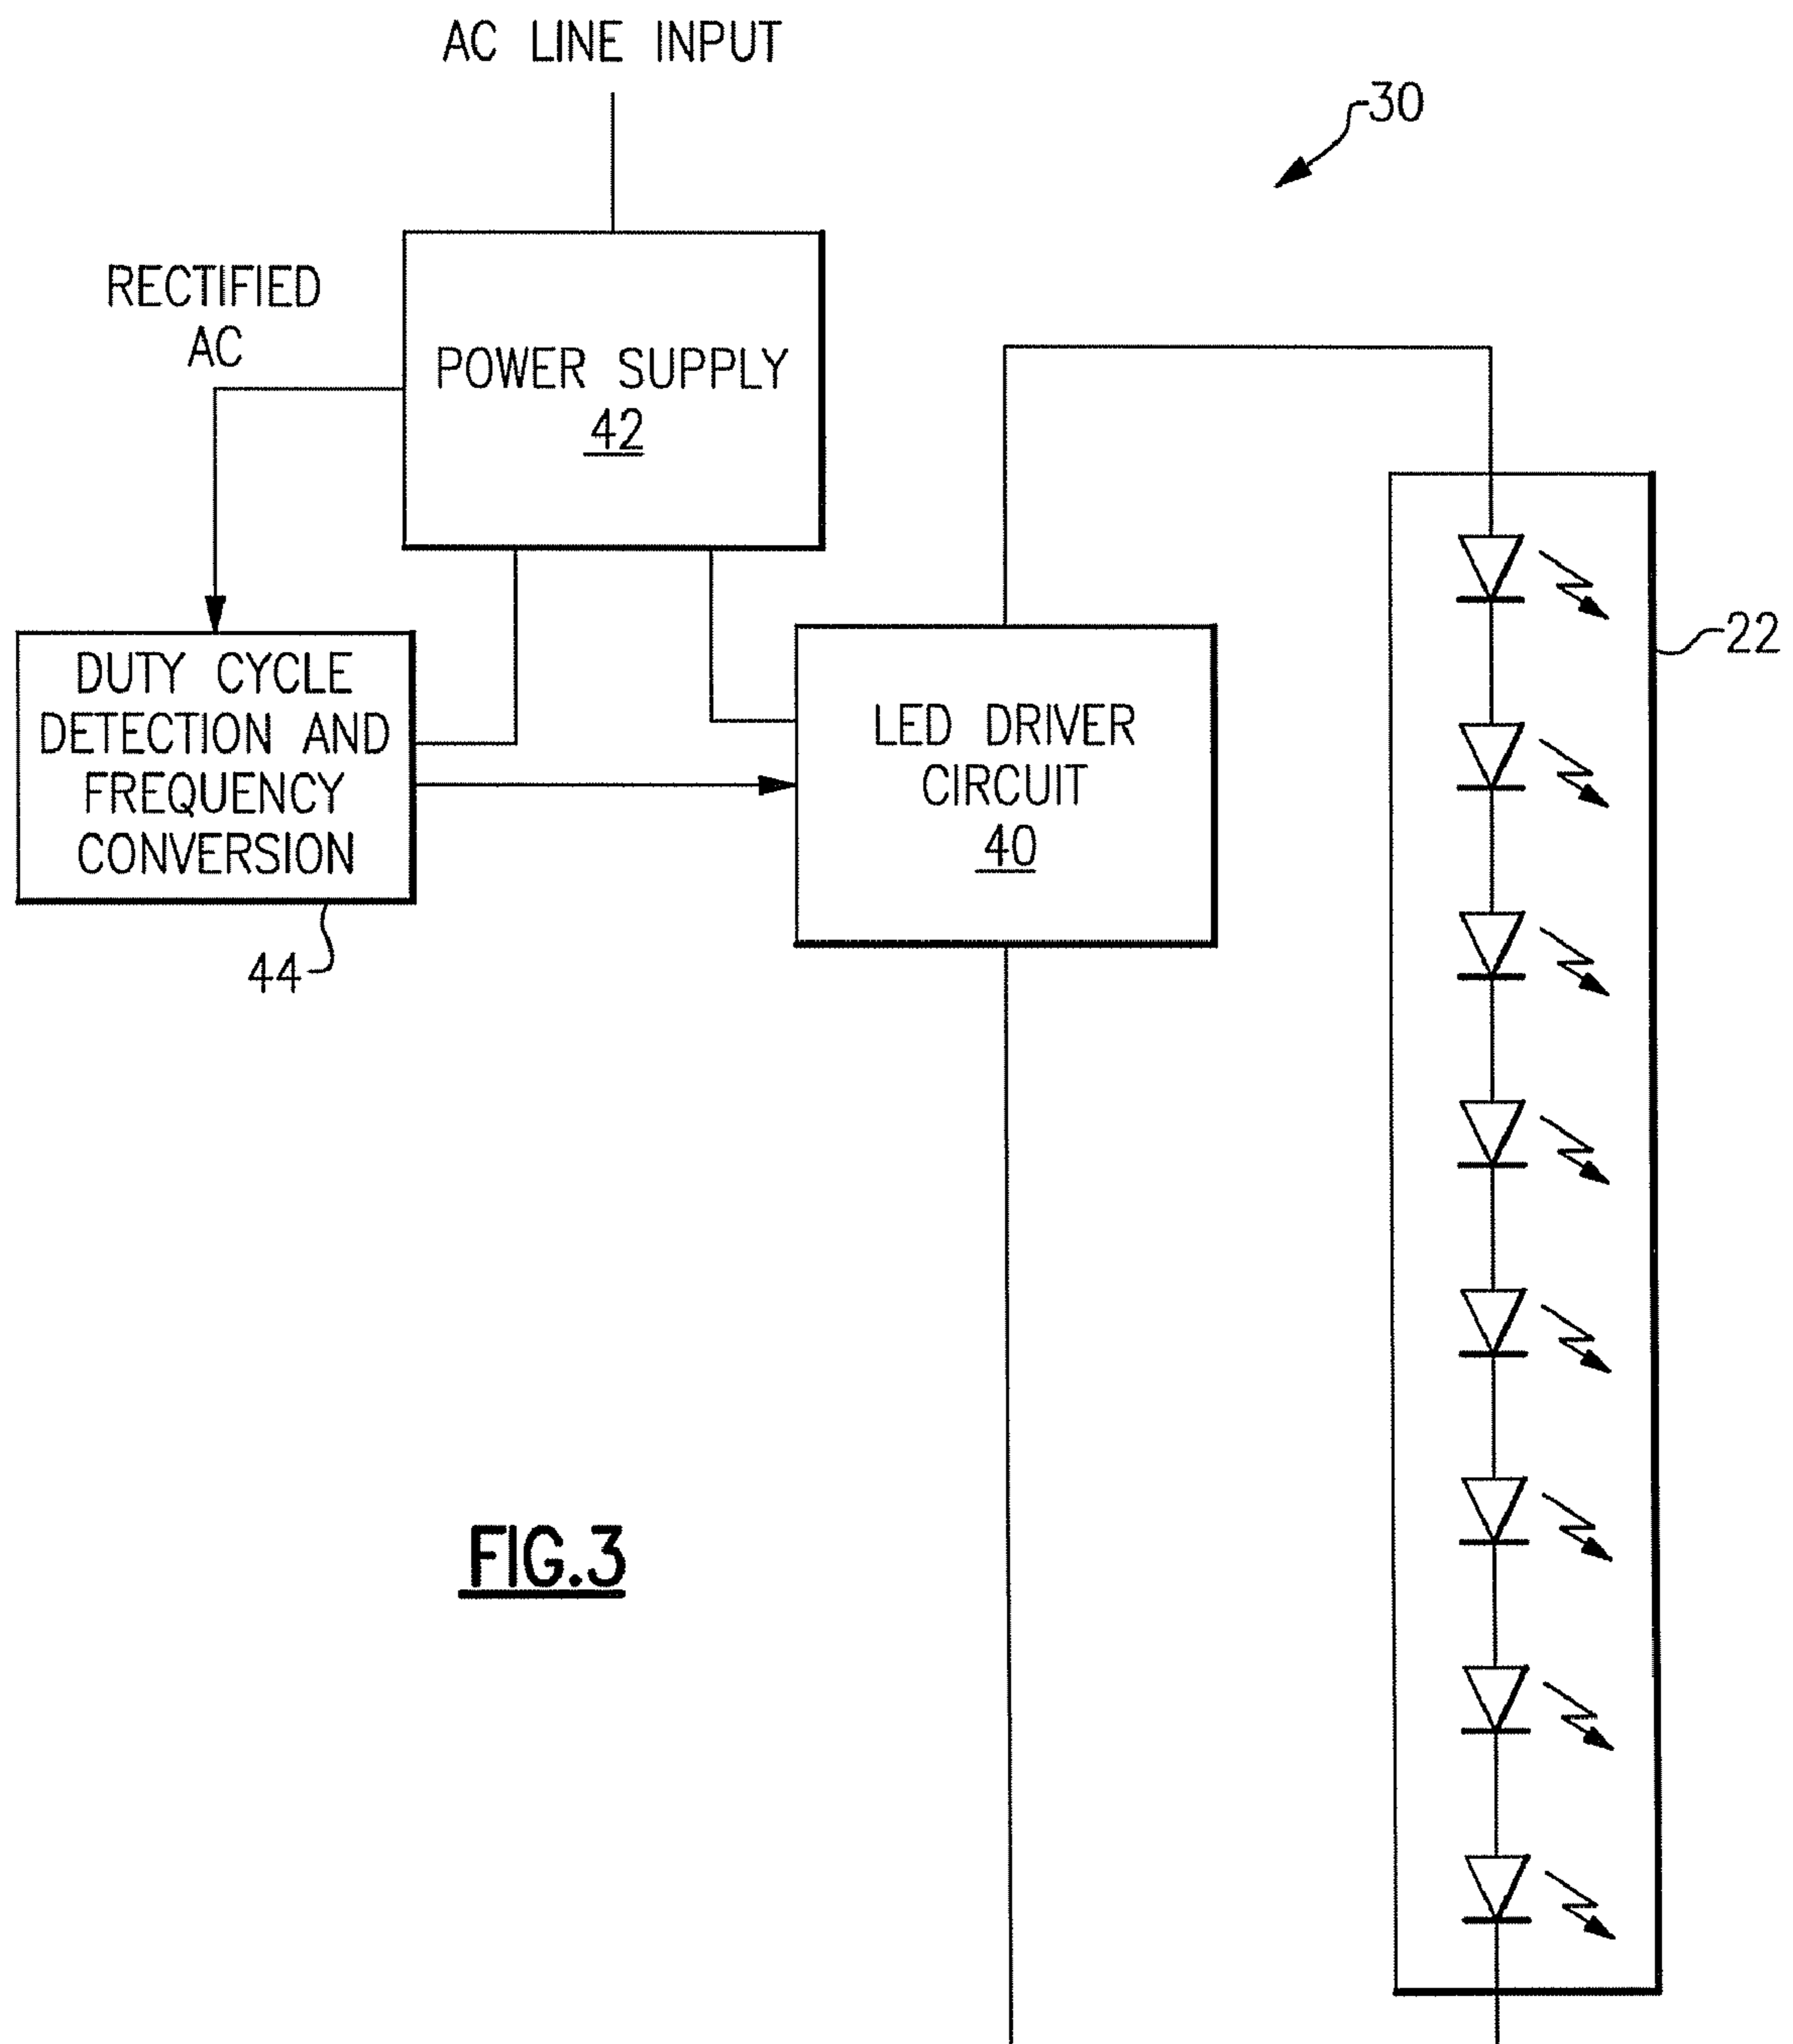 AC LINE INPUT
30
RECTIFIED
AC
POWER SUPPLY
42
22
DUTY CYCLE
DETECTION AND
FREQUENCY
CONVERSION
44
LED DRIVER
CIRCUIT
40
FIG.3